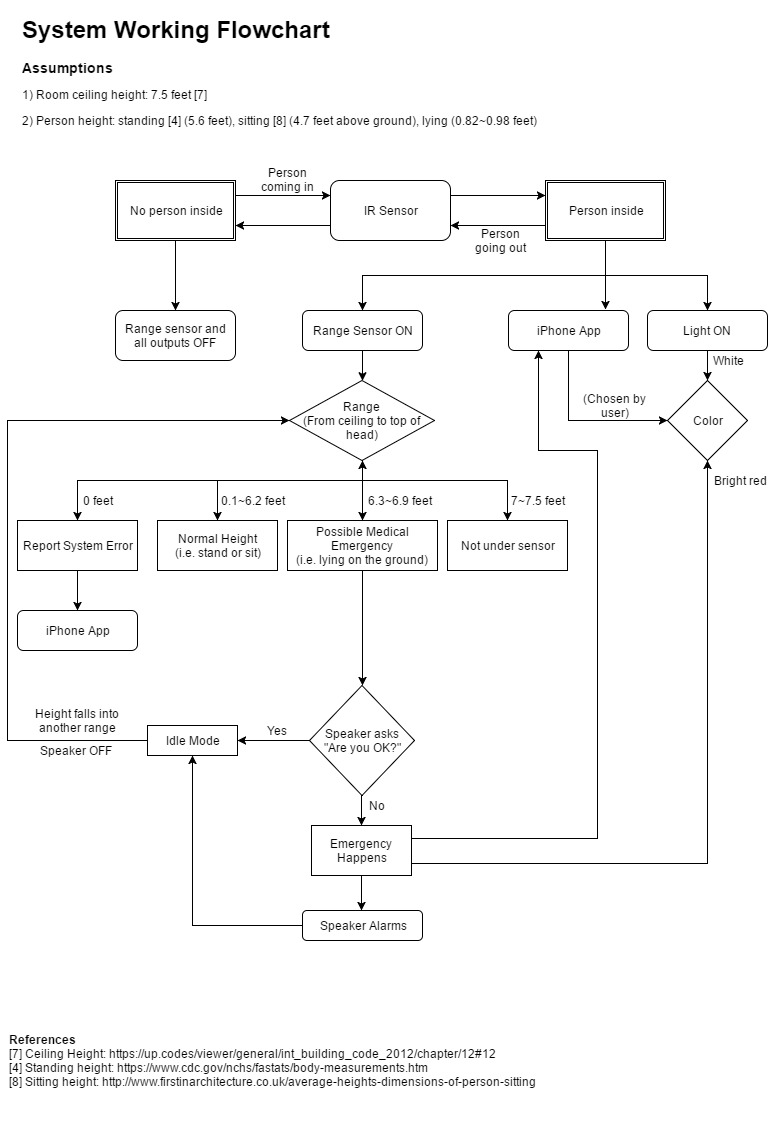 System Working Flowchart
Assumptions
1) Room ceiling height: 7.5 feet [7]
2) Person height: standing [4] (5.6 feet), sitting [8] (4.7 feet above ground), lying (0.82~0.98 feet)
Person
coming in
No person inside
IR Sensor
Person inside
Person
going out
Range sensor and
all outputs OFF
Range Sensor ON
iPhone App
Light ON
White
Range
(From ceiling to top of
head)
(Chosen by
user)
Color
Bright red
0 feet
0.1~6.2 feet
6.3~6.9 feet
7~7.5 feet
Report System Error
Normal Height
(i.e. stand or sit)
Possible Medical
Emergency
(i.e. lying on the ground)
Not under sensor
iPhone App
Height falls into
another range
Speaker OFF
Idle Mode
Yes
Speaker asks
"Are you OK?"
No
Emergency
Happens
Speaker Alarms
References
[7] Ceiling Height: https://up.codes/viewer/general/int_building_code_2012/chapter/12#12
[4] Standing height: https://www.cdc.gov/nchs/fastats/body-measurements.htm
[8] Sitting height: http://www.firstinarchitecture.co.uk/average-heights-dimensions-of-person-sitting